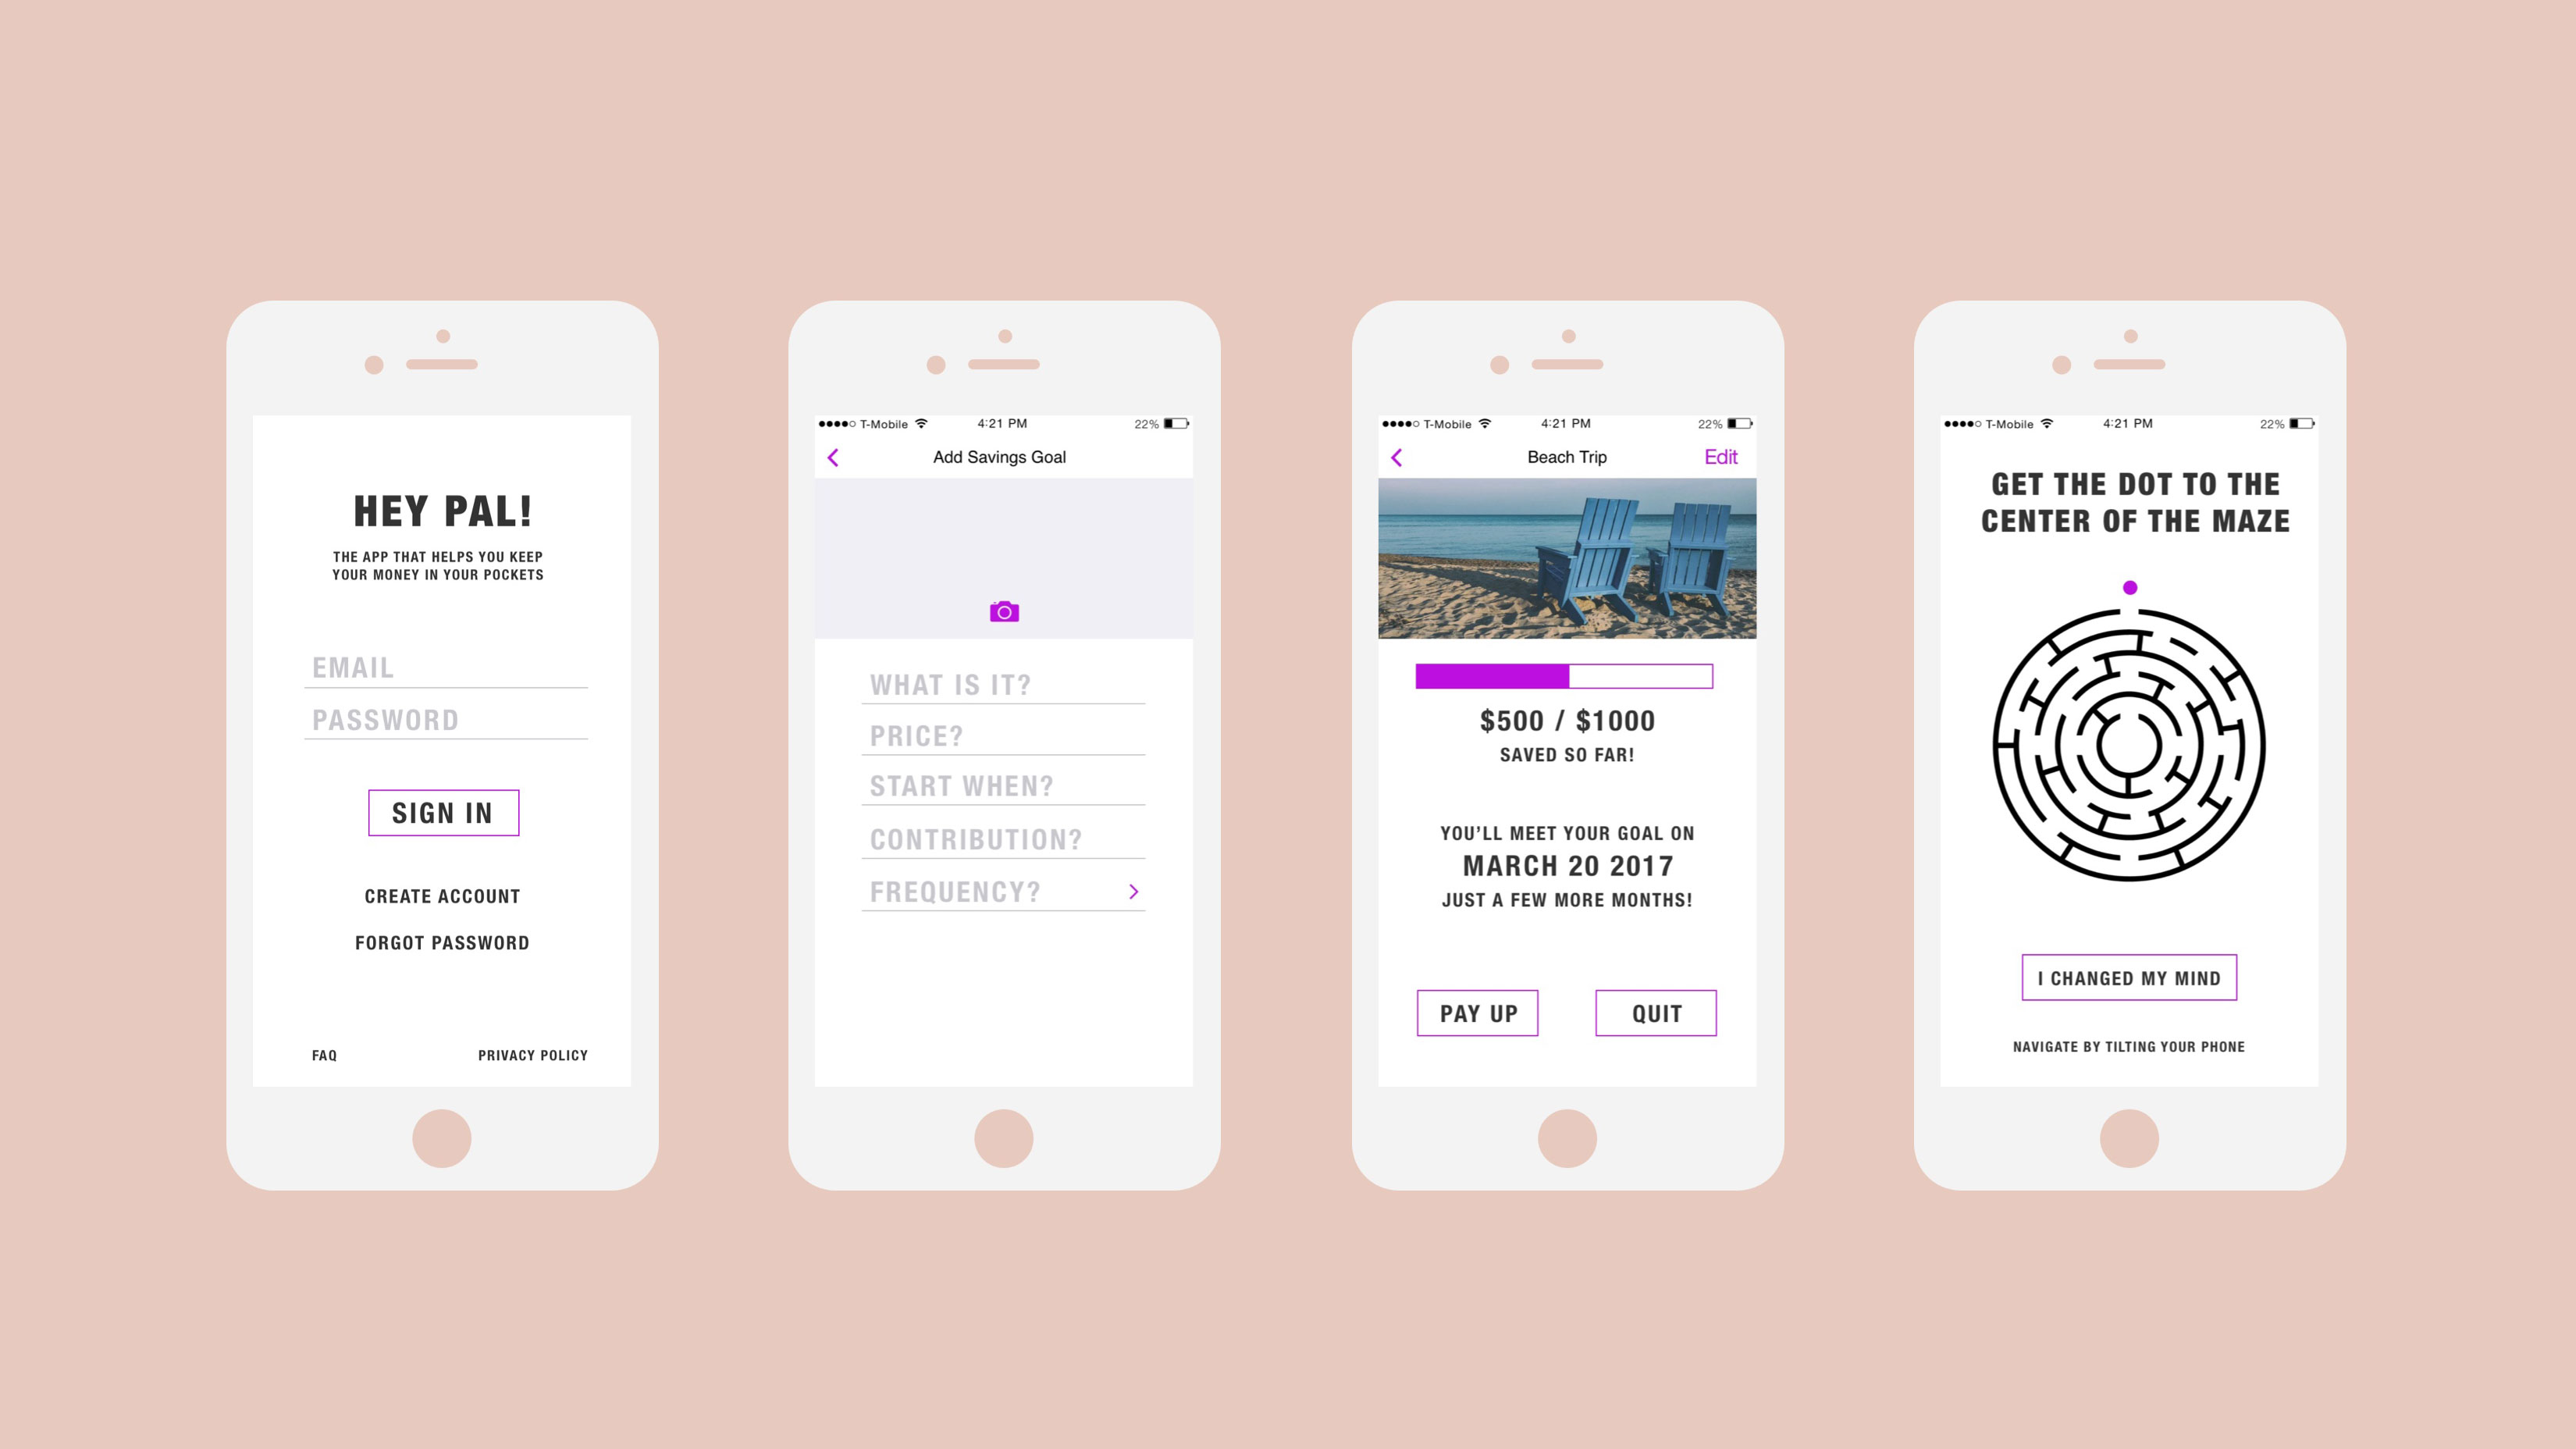 HEY PAL!
THE APP THAT HELPS YOU KEEP
YOUR MONEY IN YOUR POCKETS
EMAIL
PASSWORD
SIGN IN
CREATE ACCOUNT
FORGOT PASSWORD
FAQ
PRIVACY POLICY
T-Mobile
4:21 PM
22%
Add Savings Goal
WHAT IS IT?
PRICE?
START WHEN?
CONTRIBUTION?
FREQUENCY?
T-Mobile
4:21 PM
22%
Beach Trip
Edit
$500 / $1000
SAVED SO FAR!
YOU’LL MEET YOUR GOAL ON
MARCH 20 2017
JUST A FEW MORE MONTHS!
PAY UP
QUIT
T-Mobile
4:21 PM
22%
GET THE DOT TO THE
CENTER OF THE MAZE
I CHANGED MY MIND
NAVIGATE BY TILTING YOUR PHONE